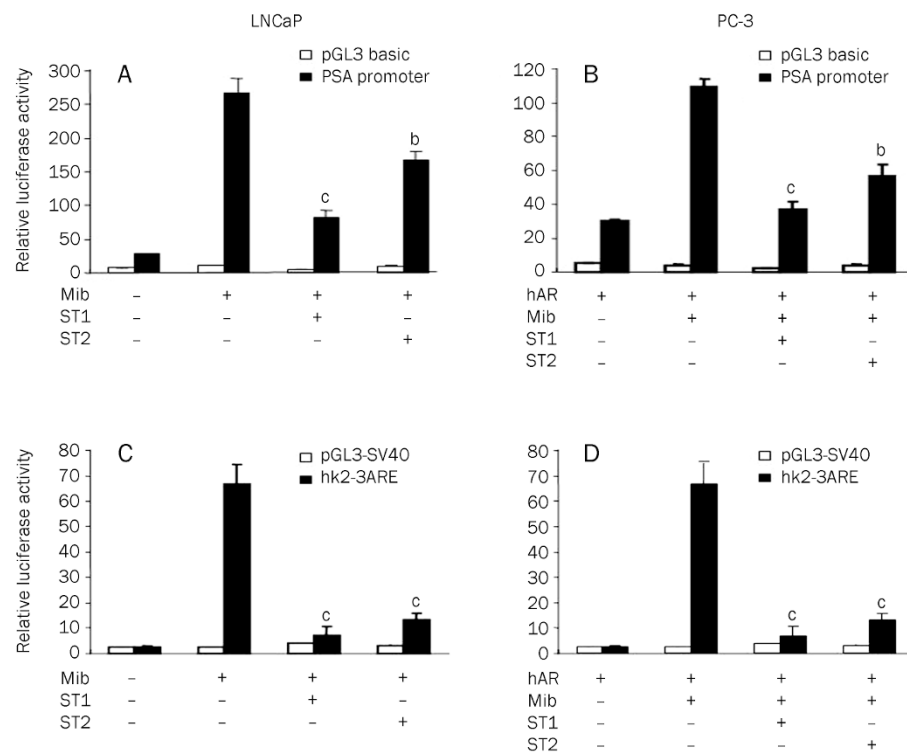 LNCaP
PC-3
A
pGL3 basic
PSA promoter
Relative luciferase activity
300
250
200
150
100
50
0
c
b
Mib – + + +
ST1 – – + –
ST2 – – – +
B
pGL3 basic
PSA promoter
120
100
80
60
40
20
0
c
b
hAR + + + +
Mib – + + +
ST1 – – + –
ST2 – – – +
C
pGL3-SV40
hk2-3ARE
Relative luciferase activity
80
70
60
50
40
30
20
10
0
c
c
Mib – + + +
ST1 – – + –
ST2 – – – +
D
pGL3-SV40
hk2-3ARE
80
70
60
50
40
30
20
10
0
c
c
hAR + + + +
Mib – + + +
ST1 – – + –
ST2 – – – +